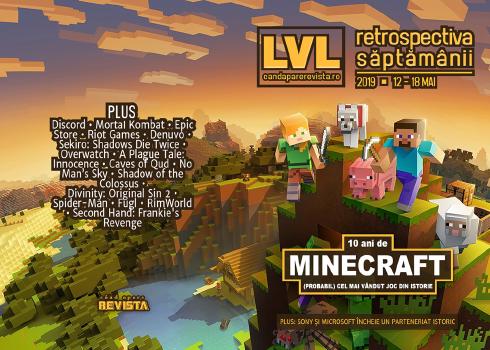 PLUS
Discord • Mortal Kombat • Epic
Store • Riot Games • Denuvo •
Sekiro: Shadows Die Twice •
Overwatch • A Plague Tale:
Innocence • Caves of Qud • No
Man's Sky • Shadow of the
Colossus •
Divinity: Original Sin 2 •
Spider-Man • Fugl • RimWorld
• Second Hand: Frankie's
Revenge
REVISTA
LVL
candaparerevista.ro
retrospectiva
săptămânii
2019 ■ 12 – 18 MAI
10 ani de
MINECRAFT
(PROBABIL) CEL MAI VÂNDUT JOC DIN ISTORIE
PLUS: SONY ȘI MICROSOFT ÎNCHEIE UN PARTENERIAT ISTORIC